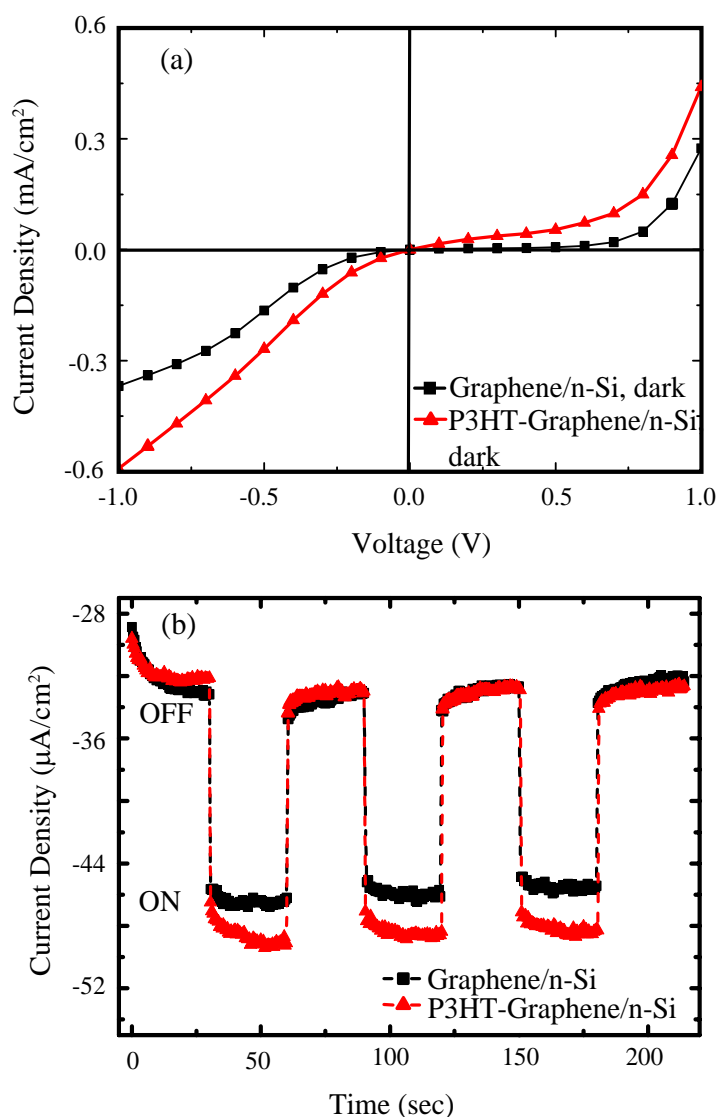 (a)
Current Density (mA/cm²)
0.6
0.3
0.0
-0.3
-0.6
Graphene/n-Si, dark
P3HT-Graphene/n-Si
dark
-1.0 -0.5 0.0 0.5 1.0
Voltage (V)
(b)
Current Density (μA/cm²)
-28
-36
-44
-52
OFF
ON
Graphene/n-Si
P3HT-Graphene/n-Si
0 50 100 150 200
Time (sec)